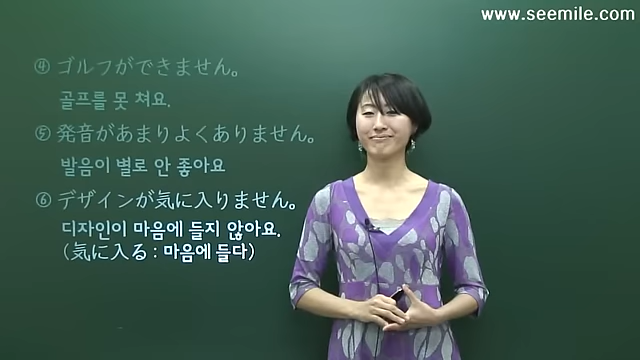 www.seemile.com
④ ゴルフができません。
골프를 못 쳐요.
⑤ 発音があまりよくありません。
발음이 별로 안 좋아요
⑥ デザインが気に入りません。
디자인이 마음에 들지 않아요.
(気に入る : 마음에 들다)